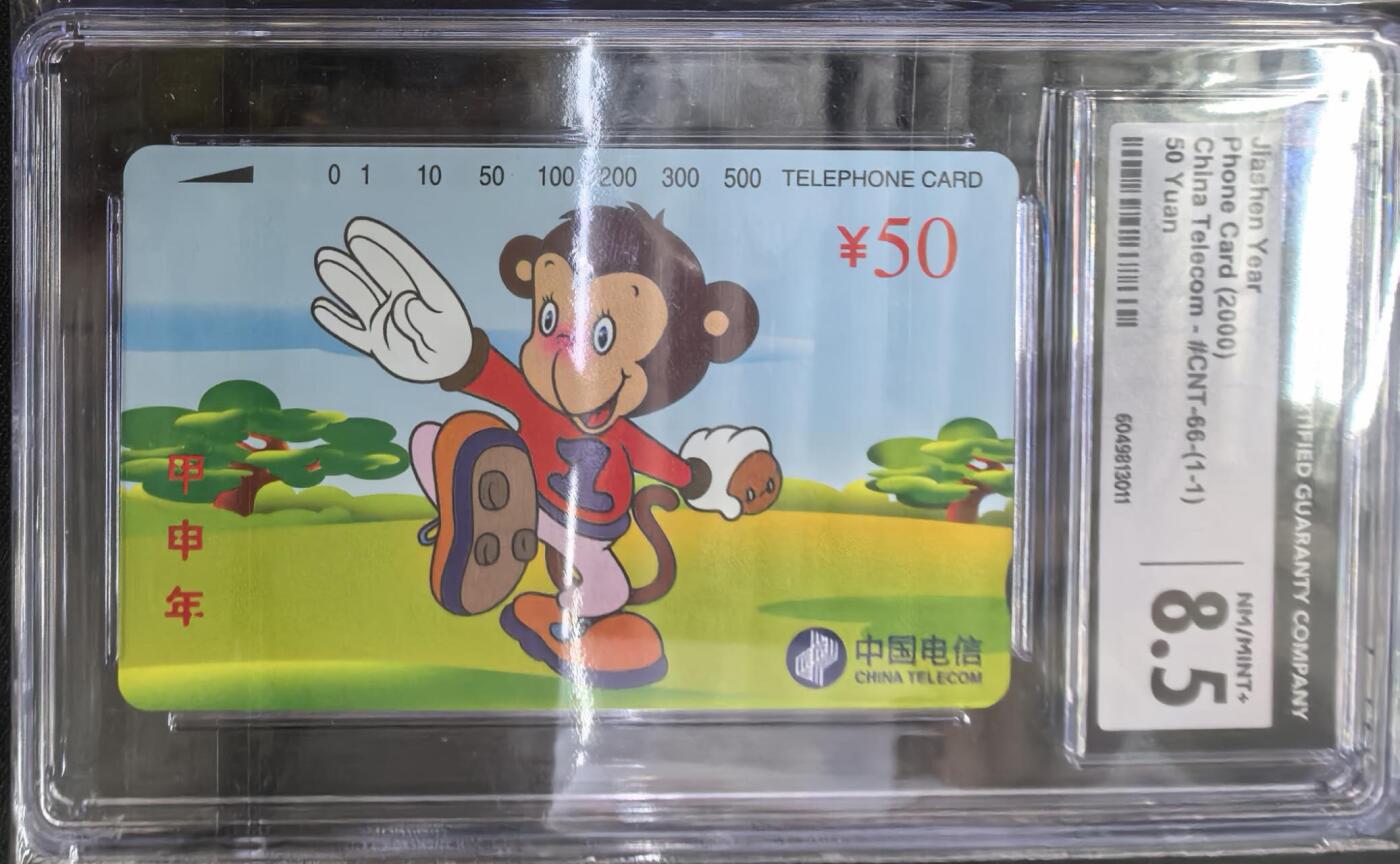 0 1 10 50 100 200 300 500 TELEPHONE CARD
¥50
甲
申
年
1
中国电信
CHINA TELECOM
Jiashen Year
Phone Card (2000)
China Telecom - #CNT-66-(1-1)
50 Yuan
6049813011
NM/MINT+
8.5
GUARANTY COMPANY